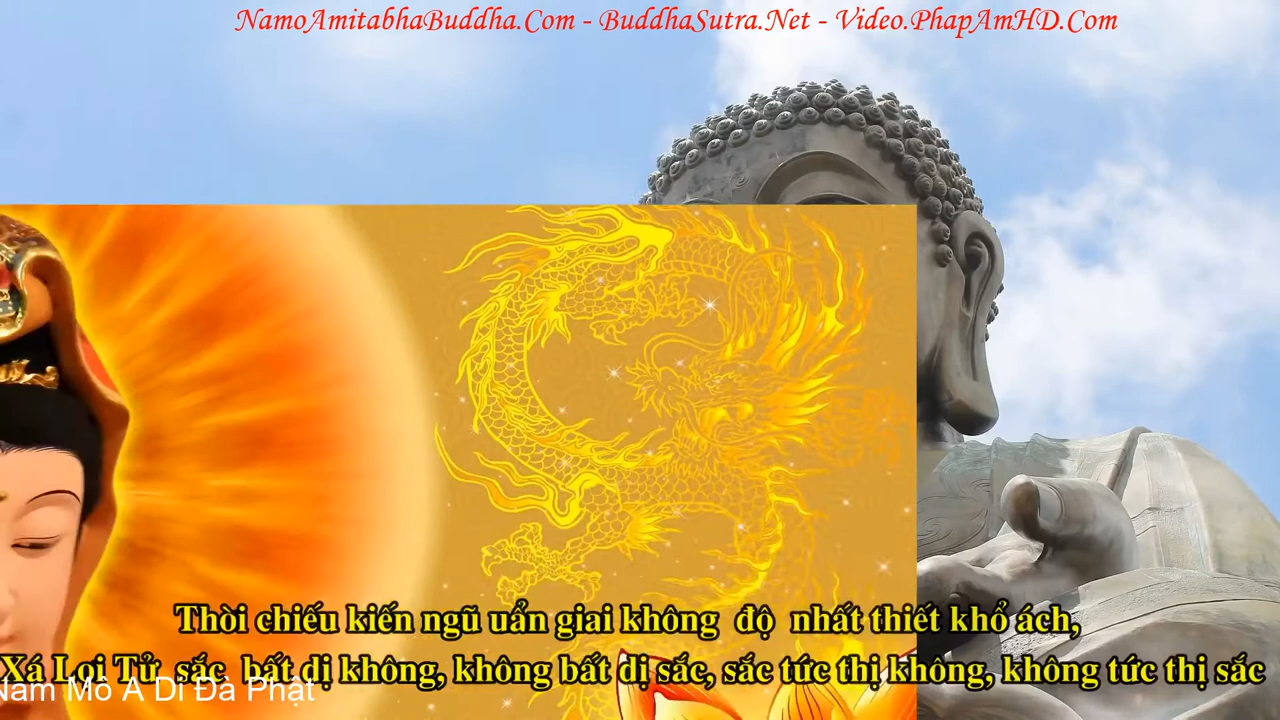 NamoAmitabhaBuddha.Com - BuddhaSutra.Net - Video.PhapAmHD.Com
Thời chiếu kiến ngũ uẩn giai không độ nhất thiết khổ ách,
Xá Lợi Tử sắc bất dị không, không bất dị sắc, sắc tức thị không, không tức thị sắc
Nam Mô A Di Đà Phật